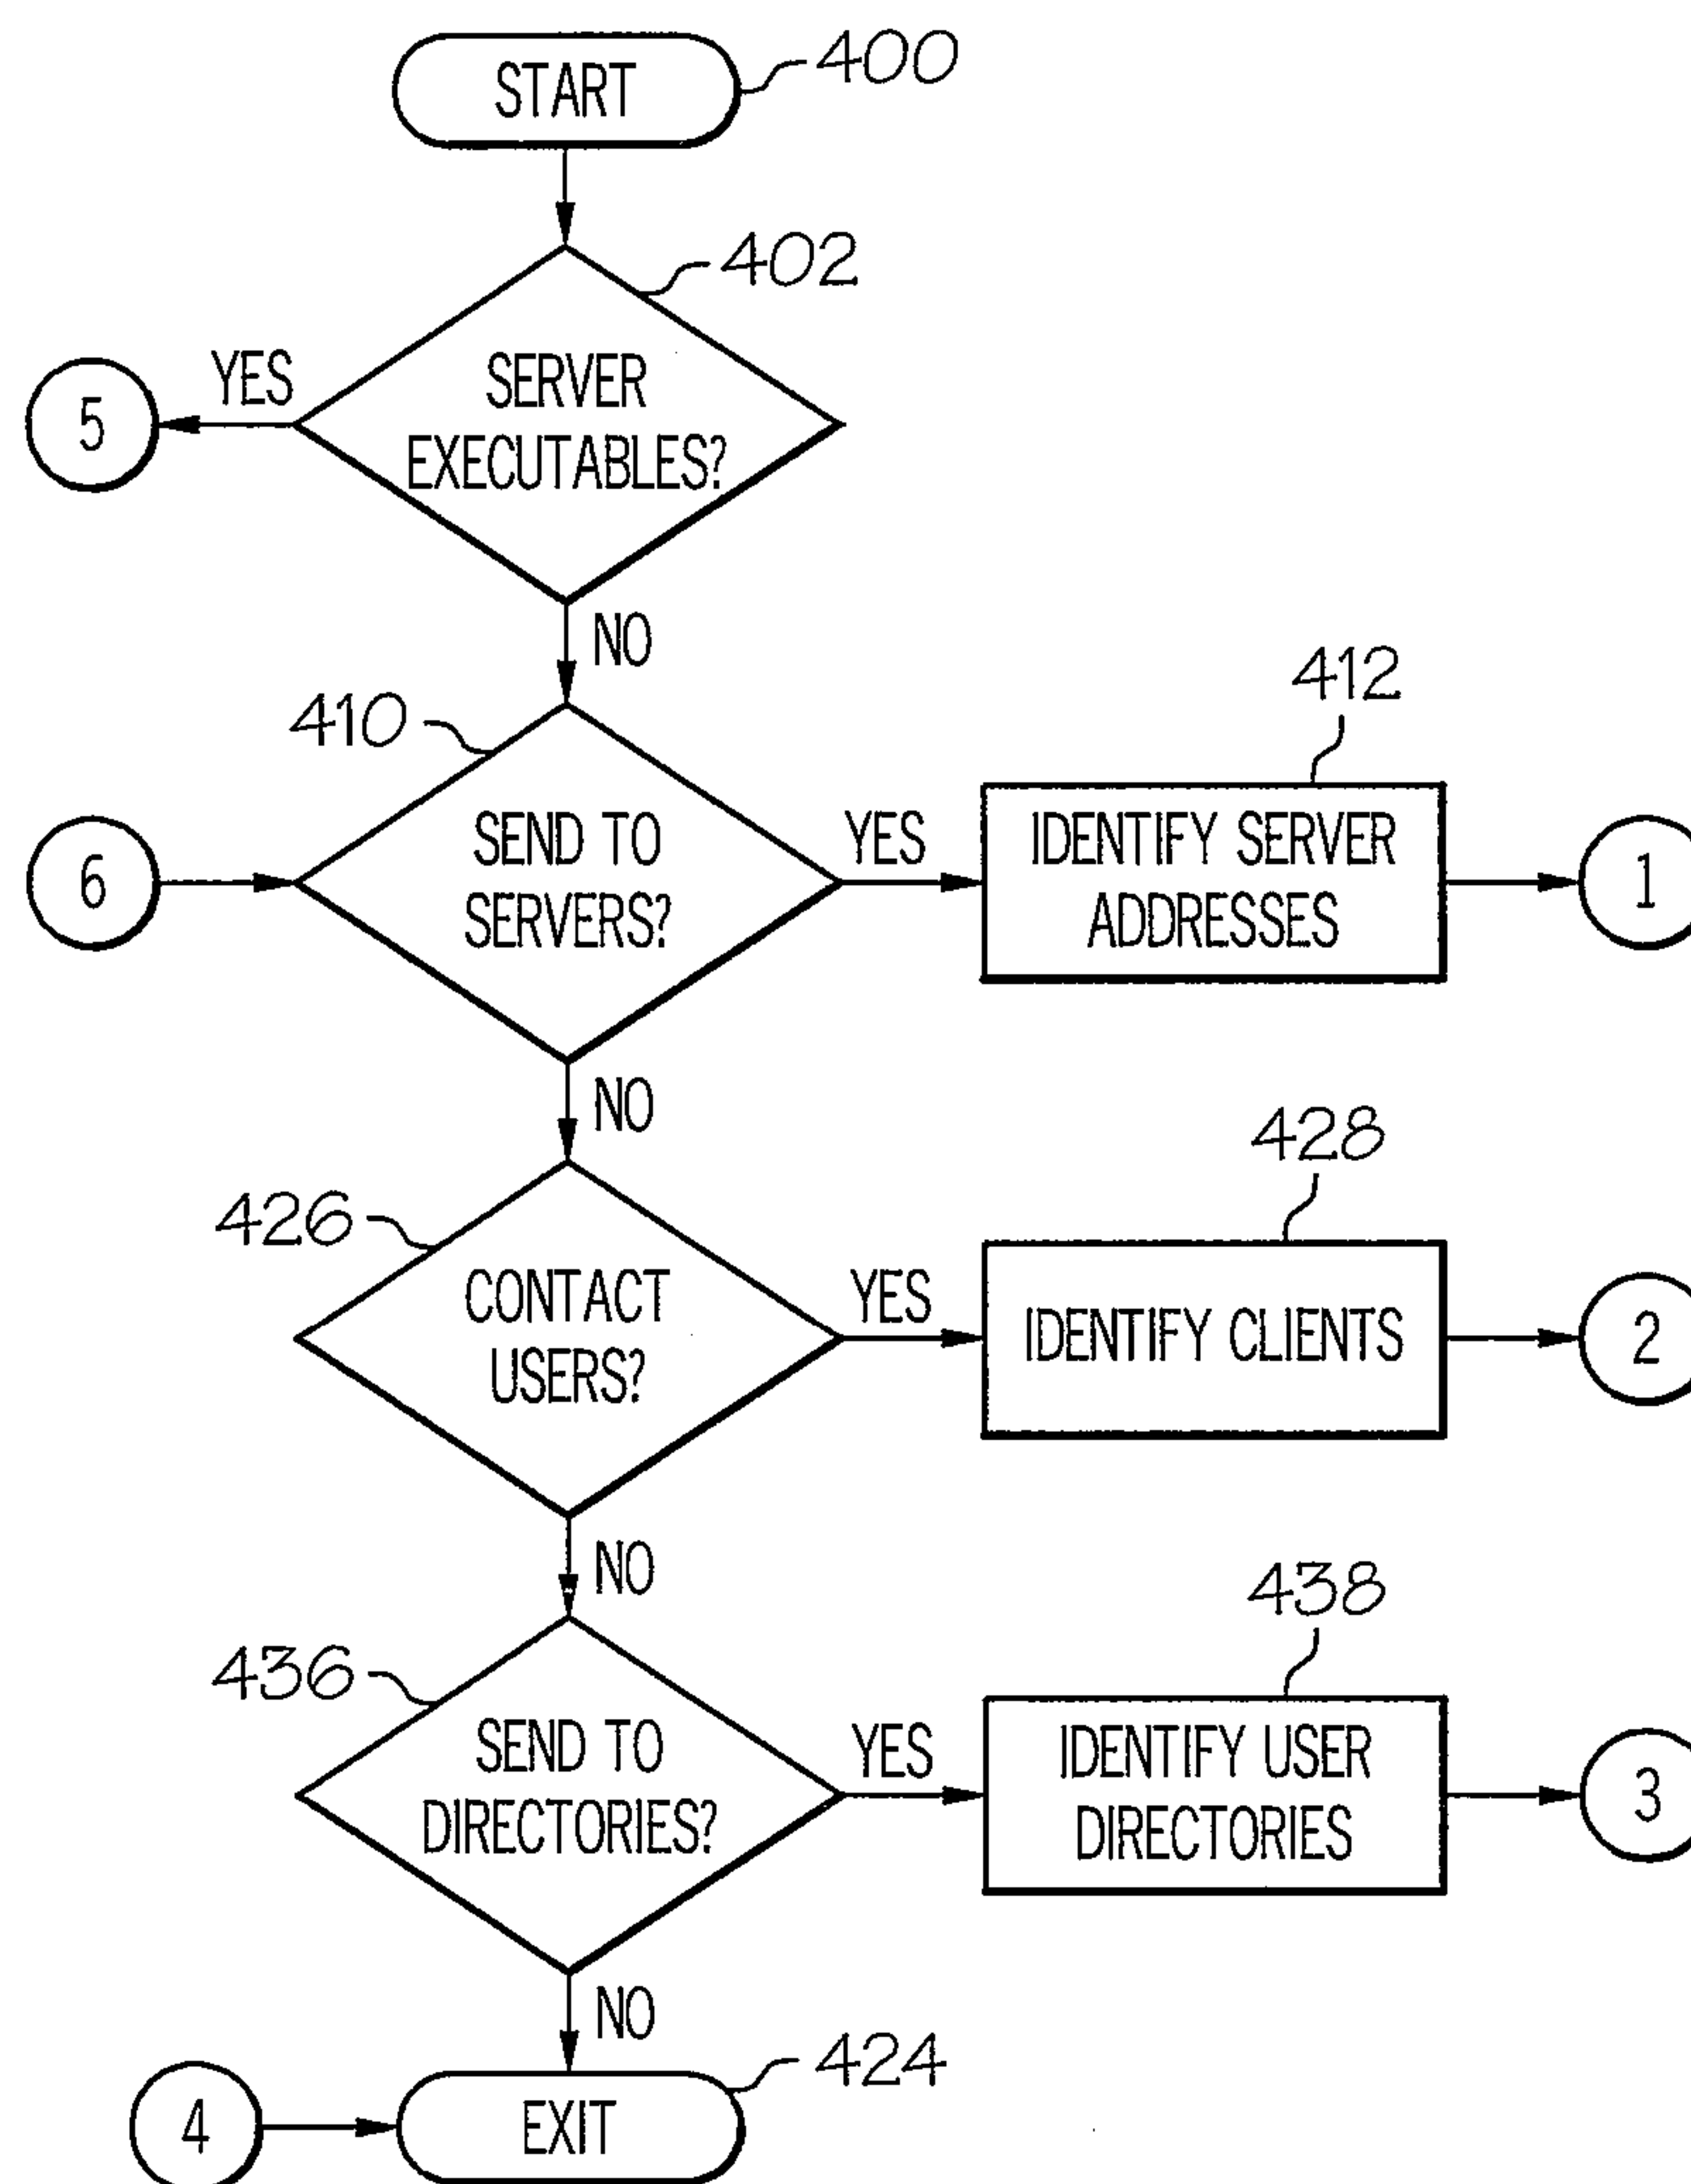 START
400
402
YES
5
SERVER
EXECUTABLES?
NO
410
412
6
SEND TO
SERVERS?
YES
IDENTIFY SERVER
ADDRESSES
1
NO
426
428
CONTACT
USERS?
YES
IDENTIFY CLIENTS
2
NO
436
438
SEND TO
DIRECTORIES?
YES
IDENTIFY USER
DIRECTORIES
3
NO
424
4
EXIT